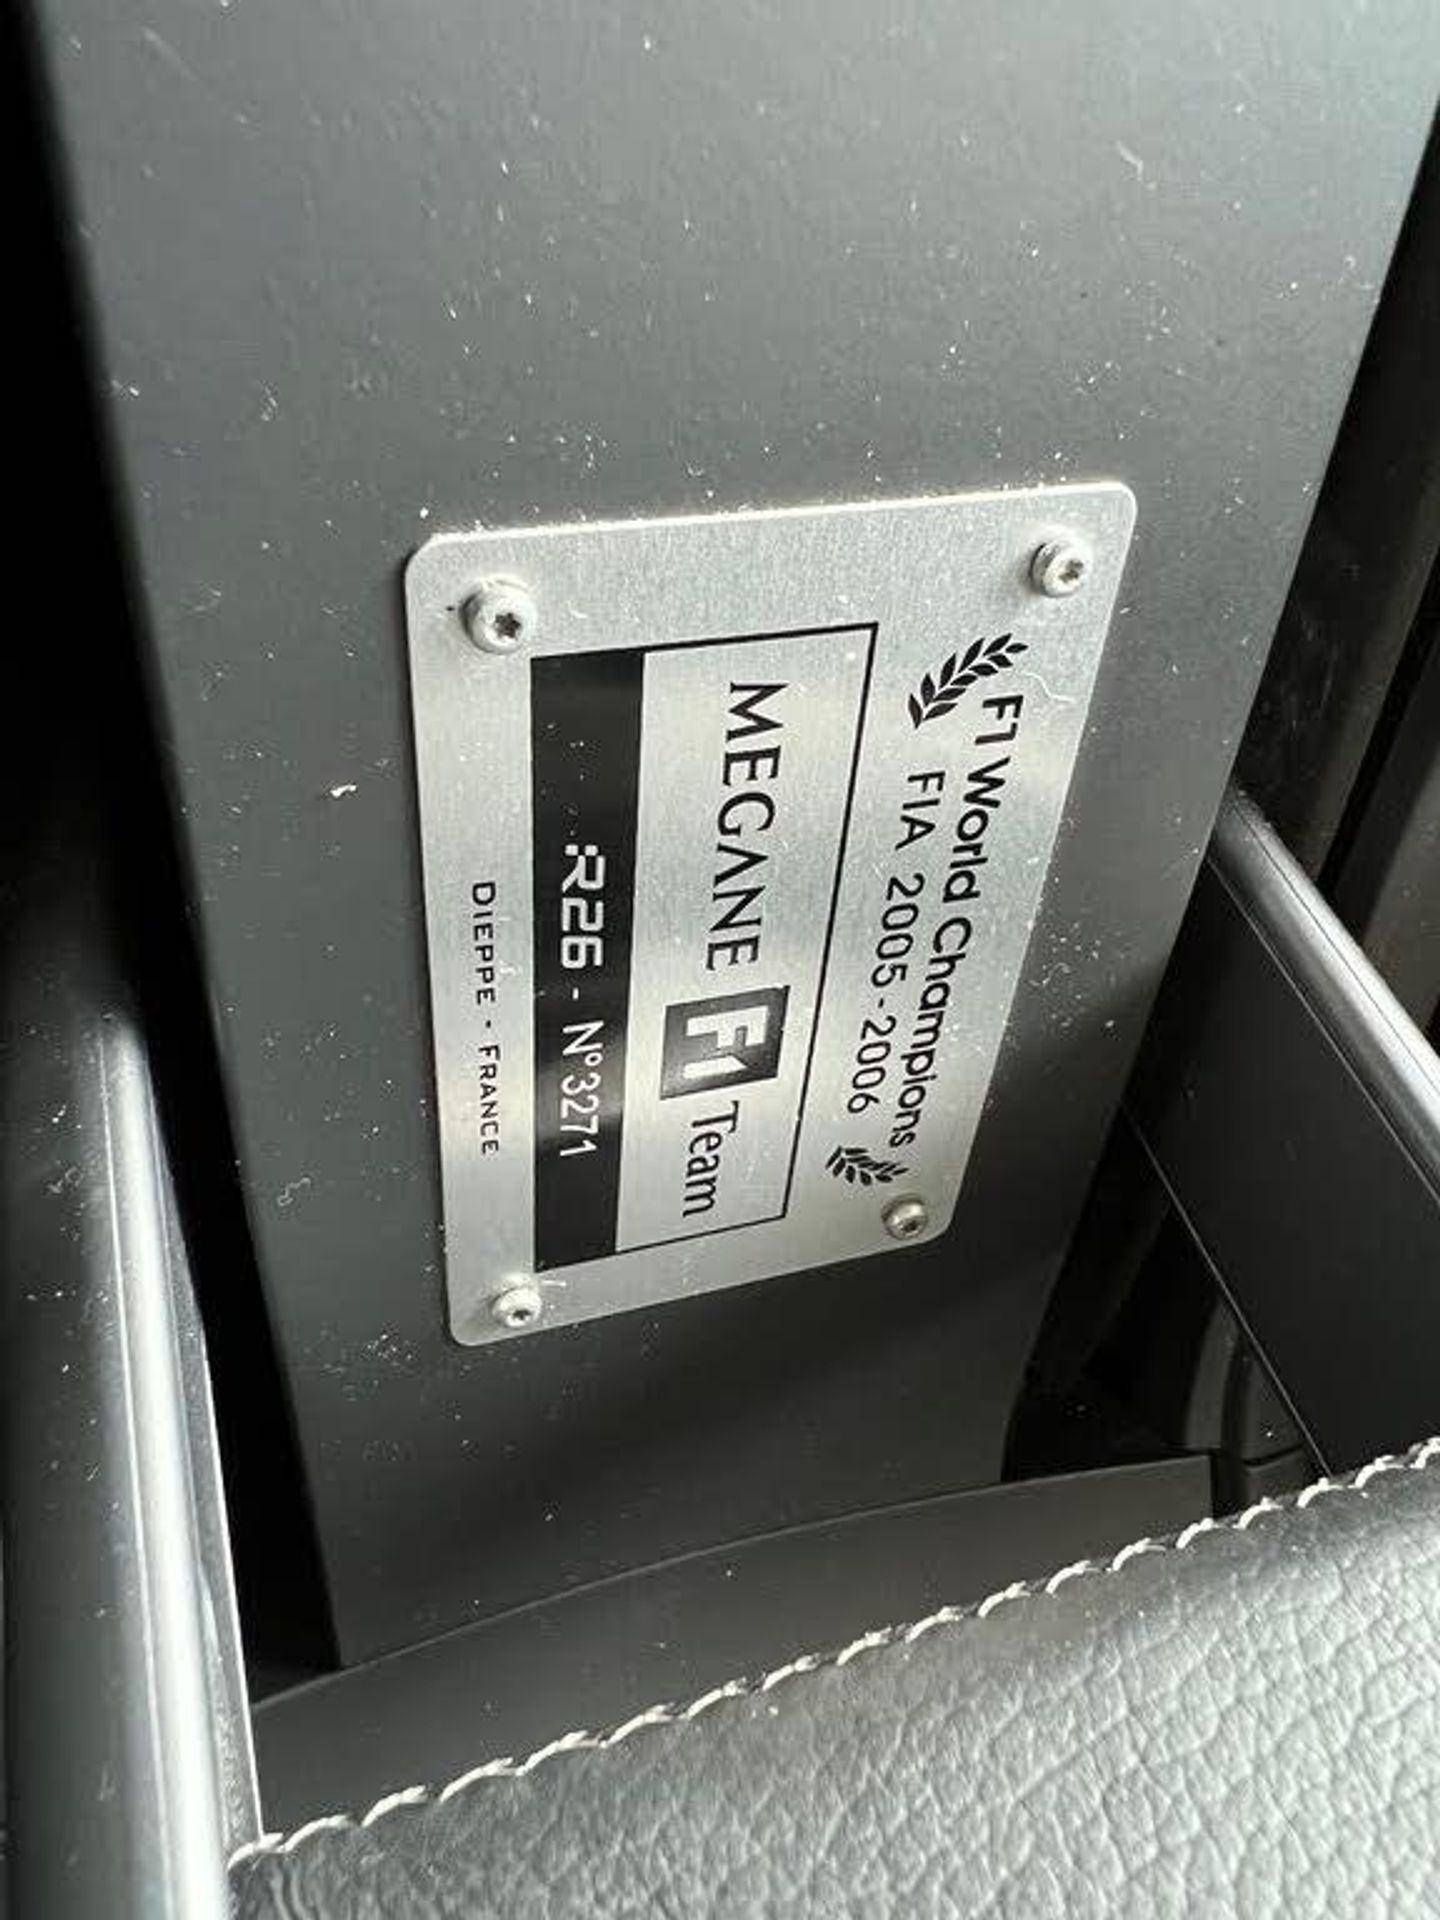 F1 World Champions
FIA 2005-2006
MEGANE F1 Team
R26 - N°3271
DIEPPE - FRANCE